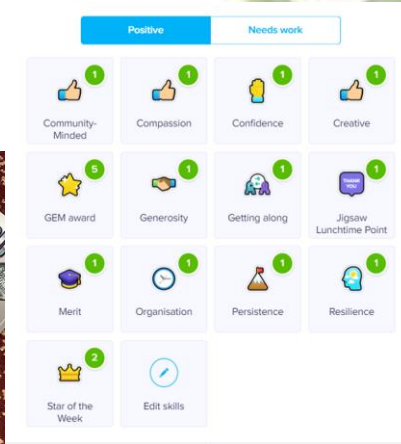 Positive Needs work
1 1 1 1
Community-Minded Compassion Confidence Creative
5 1 1 1
THANK YOU
GEM award Generosity Getting along Jigsaw Lunchtime Point
1 1 1 1
Merit Organisation Persistence Resilience
2
Star of the Week Edit skills